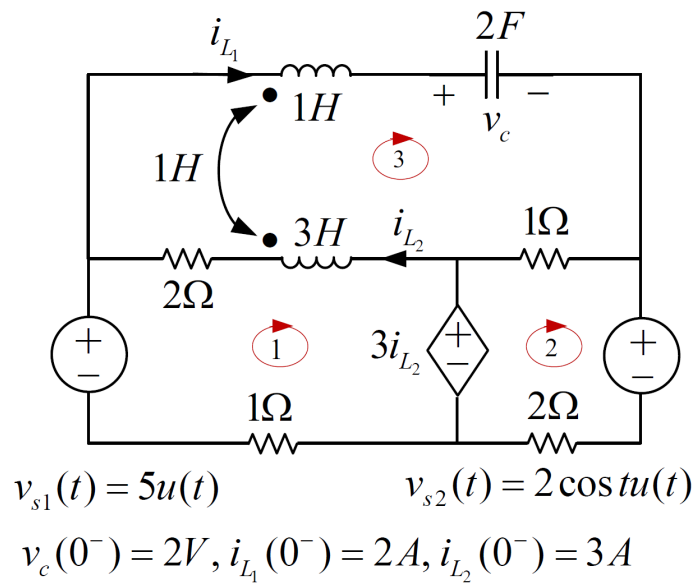 i_{L_1} 2F
+ −
1H v_c
1H 3
3H i_{L_2} 1Ω
2Ω
+ − 1 3i_{L_2} + − 2 + −
1Ω 2Ω
v_{s1}(t) = 5u(t) v_{s2}(t) = 2 cos tu(t)
v_c(0^-) = 2V, i_{L_1}(0^-) = 2A, i_{L_2}(0^-) = 3A